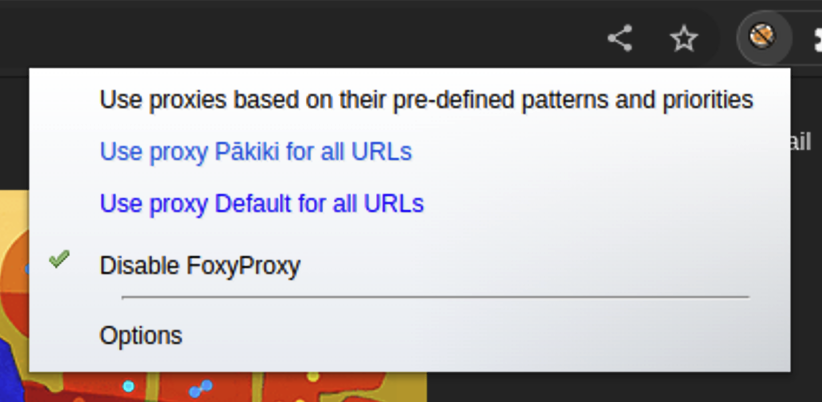 ail
Use proxies based on their pre-defined patterns and priorities
Use proxy Pākiki for all URLs
Use proxy Default for all URLs
Disable FoxyProxy
Options